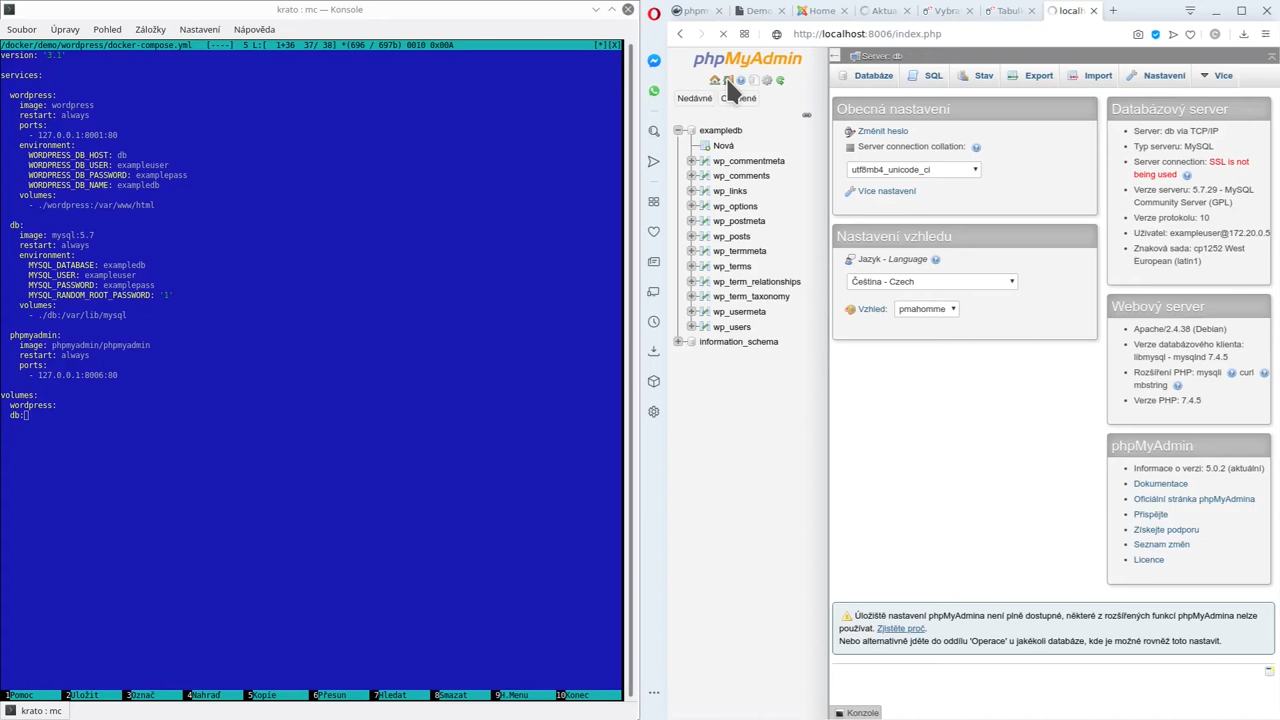 krato : mc — Konsole
Soubor Úpravy Pohled Záložky Nastavení Nápověda
/docker/demo/wordpress/docker-compose.yml [----] 5 L:[ 1+36 37/ 38] *(696 / 697b) 0010 0x00A [*][X]
version: '3.1'
services:
wordpress:
image: wordpress
restart: always
ports:
- 127.0.0.1:8001:80
environment:
WORDPRESS_DB_HOST: db
WORDPRESS_DB_USER: exampleuser
WORDPRESS_DB_PASSWORD: examplepass
WORDPRESS_DB_NAME: exampledb
volumes:
- ./wordpress:/var/www/html
db:
image: mysql:5.7
restart: always
environment:
MYSQL_DATABASE: exampledb
MYSQL_USER: exampleuser
MYSQL_PASSWORD: examplepass
MYSQL_RANDOM_ROOT_PASSWORD: '1'
volumes:
- ./db:/var/lib/mysql
phpmyadmin:
image: phpmyadmin/phpmyadmin
restart: always
ports:
- 127.0.0.1:8006:80
volumes:
wordpress:
db:
1Pomoc 2Uložit 3Označ 4Nahraď 5Kopie 6Přesun 7Hledat 8Smazat 9H.Menu 10Konec
krato : mc
phpm Demo Home Aktua Vybra Tabulk localh
http://localhost:8006/index.php
phpMyAdmin
Nedávné
exampledb
Nová
wp_commentmeta
wp_comments
wp_links
wp_options
wp_postmeta
wp_posts
wp_termmeta
wp_terms
wp_term_relationships
wp_term_taxonomy
wp_usermeta
wp_users
information_schema
Server: db
Databáze SQL Stav Export Import Nastavení Více
Obecná nastavení
Změnit heslo
Server connection collation:
utf8mb4_unicode_ci
Více nastavení
Nastavení vzhledu
Jazyk - Language
Čeština - Czech
Vzhled: pmahomme
Databázový server
Server: db via TCP/IP
Typ serveru: MySQL
Server connection: SSL is not
being used
Verze serveru: 5.7.29 - MySQL
Community Server (GPL)
Verze protokolu: 10
Uživatel: exampleuser@172.20.0.5
Znaková sada: cp1252 West
European (latin1)
Webový server
Apache/2.4.38 (Debian)
Verze databázového klienta:
libmysql - mysqlnd 7.4.5
Rozšíření PHP: mysqli curl
mbstring
Verze PHP: 7.4.5
phpMyAdmin
Informace o verzi: 5.0.2 (aktuální)
Dokumentace
Oficiální stránka phpMyAdmina
Přispějte
Získejte podporu
Seznam změn
Licence
Úložiště nastavení phpMyAdmina není plně dostupné, některé z rozšířených funkcí phpMyAdmina nelze
používat. Zjistěte proč.
Nebo alternativně jděte do oddílu 'Operace' u jakékoli databáze, kde je možné rovněž toto nastavit.
Konzole